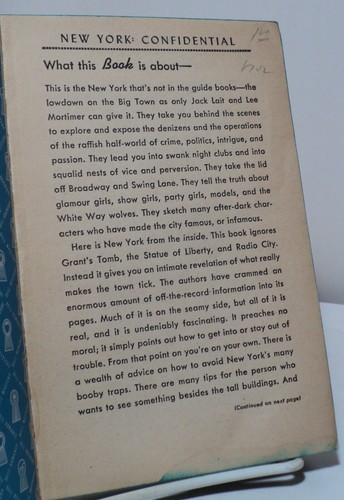 NEW YORK: CONFIDENTIAL
What this Book is about—
This is the New York that's not in the guide books—the
lowdown on the Big Town as only Jack Lait and Lee
Mortimer can give it. They take you behind the scenes
to explore and expose the denizens and the operations
of the raffish half-world of crime, politics, intrigue, and
passion. They lead you into swank night clubs and into
squalid nests of vice and perversion. They take the lid
off Broadway and Swing Lane. They tell the truth about
glamour girls, show girls, party girls, models, and the
White Way wolves. They sketch many after-dark char-
acters who have made the city famous, or infamous.
Here is New York from the inside. This book ignores
Grant's Tomb, the Statue of Liberty, and Radio City.
Instead it gives you an intimate revelation of what really
makes the town tick. The authors have crammed an
enormous amount of off-the-record information into its
pages. Much of it is on the seamy side, but all of it is
real, and it is undeniably fascinating. It preaches no
moral; it simply points out how to get into or stay out of
trouble. From that point on you're on your own. There is
a wealth of advice on how to avoid New York's many
booby traps. There are many tips for the person who
wants to see something besides the tall buildings. And
(Continued on next page)